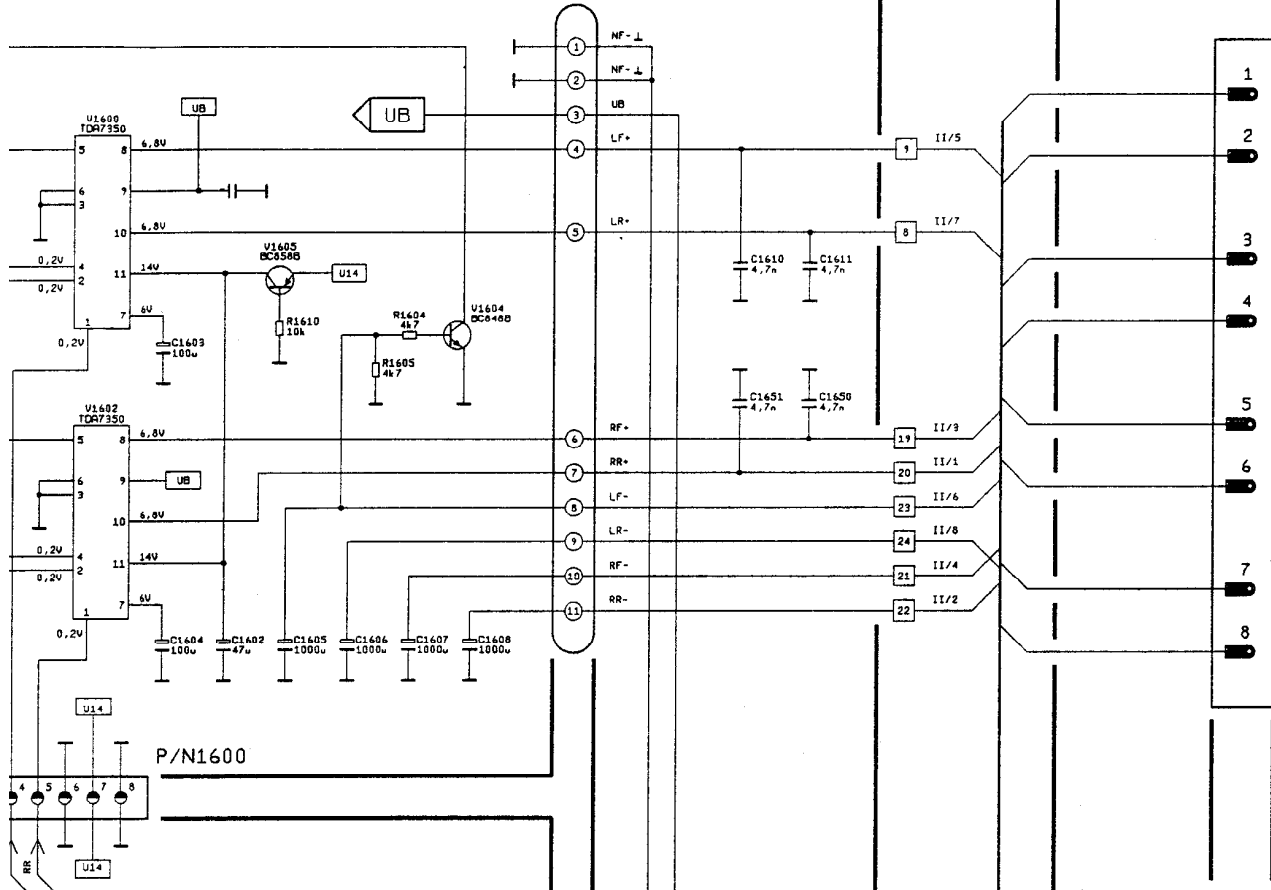 1 NF-⊥
2 NF-⊥
3 UB
UB
UB
4 LF+
5 LR+
V1600
TDA7350
5 8 6,8V
6 9
3
10 6,8V
0,2V 4 11 14V
0,2V 2
7 6V
1
0,2V
C1603
100u
V1605
BC858B
U14
R1610
10k
R1604
4k7
R1605
4k7
V1604
BC848B
C1610
4,7n
C1611
4,7n
C1651
4,7n
C1650
4,7n
9 II/5
8 II/7
V1602
TDA7350
5 8 6,8V
6 9 UB
3
10 6,8V
0,2V 4 11 14V
0,2V 2
7 6V
1
0,2V
6 RF+ 19 II/3
7 RR+ 20 II/1
8 LF- 23 II/6
9 LR- 24 II/8
10 RF- 21 II/4
11 RR- 22 II/2
C1604
100u
C1602
47u
C1605
1000u
C1606
1000u
C1607
1000u
C1608
1000u
U14
P/N1600
4 5 6 7 8
RR
U14
1
2
3
4
5
6
7
8